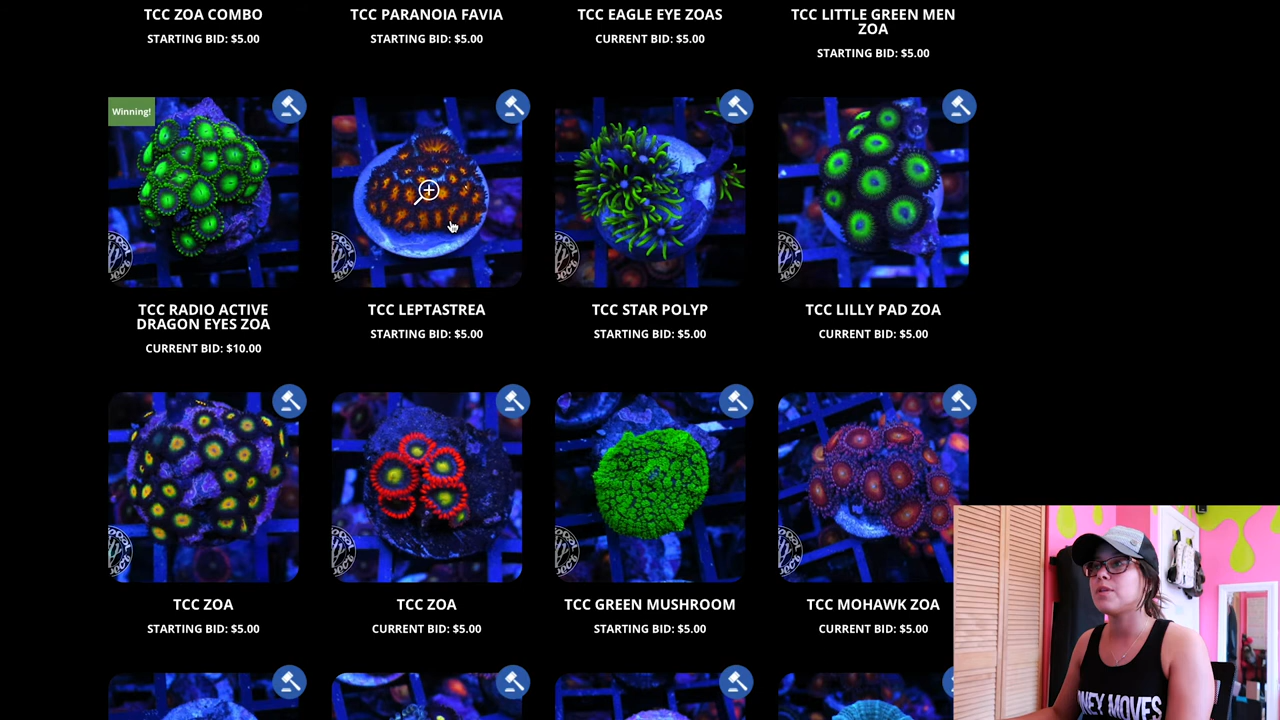 TCC ZOA COMBO
STARTING BID: $5.00
TCC PARANOIA FAVIA
STARTING BID: $5.00
TCC EAGLE EYE ZOAS
CURRENT BID: $5.00
TCC LITTLE GREEN MEN
ZOA
STARTING BID: $5.00
Winning!
TCC RADIO ACTIVE
DRAGON EYES ZOA
CURRENT BID: $10.00
TCC LEPTASTREA
STARTING BID: $5.00
TCC STAR POLYP
STARTING BID: $5.00
TCC LILLY PAD ZOA
CURRENT BID: $5.00
TCC ZOA
STARTING BID: $5.00
TCC ZOA
CURRENT BID: $5.00
TCC GREEN MUSHROOM
STARTING BID: $5.00
TCC MOHAWK ZOA
CURRENT BID: $5.00
MOVES